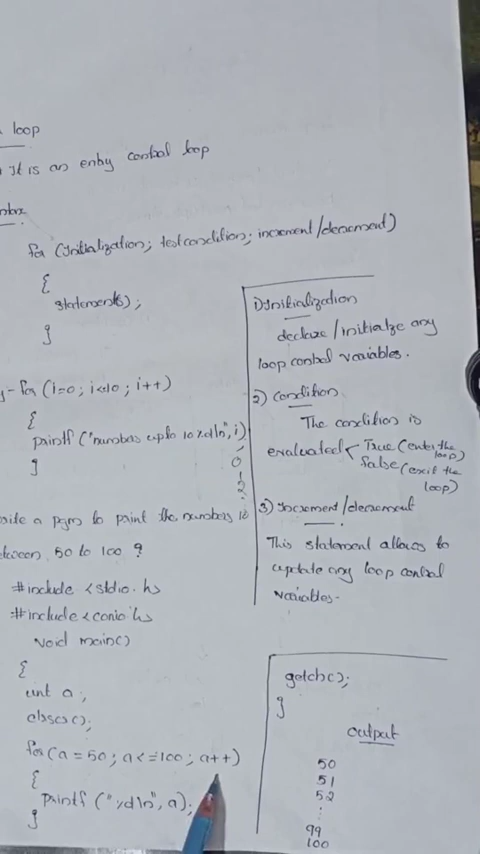 loop
It is an entry control loop
for (Initialization; test condition; increment/decrement)
{
statement(s);
}
for (i=0; i<=10; i++)
{
printf ("numbers upto 10 %d\n", i)
}
0
1
2
write a pgm to print the numbers
between 50 to 100 ?
#include <stdio.h>
#include <conio.h>
void main()
{
int a;
clrscr();
for (a = 50; a<=100; a++)
{
printf ("%d\n", a);
}
1) Initialization
declare/initialize any
loop control variables.
2) Condition
The condition is
evaluated < True (enter the
loop)
false (exit the
loop)
3) Increment/decrement
This statement allows to
update any loop control
variables.
getch();
}
output
50
51
52
:
99
100